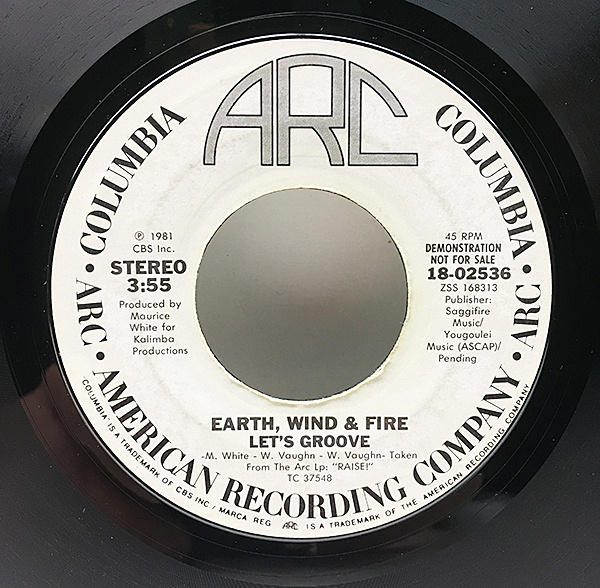 ARC
COLUMBIA • ARC • AMERICAN RECORDING COMPANY • ARC • COLUMBIA
℗ 1981
CBS Inc.
STEREO
3:55
Produced by
Maurice
White for
Kalimba
Productions
45 RPM
DEMONSTRATION
NOT FOR SALE
18-02536
ZSS 168313
Publisher:
Saggifire
Music/
Yougoulei
Music (ASCAP)/
Pending
EARTH, WIND & FIRE
LET'S GROOVE
-M. White - W. Vaughn - W. Vaughn- Taken
From The Arc Lp: "RAISE!"
TC 37548
"COLUMBIA" IS A TRADEMARK OF CBS INC / MARCA REG ARC IS A TRADEMARK OF THE AMERICAN RECORDING COMPANY